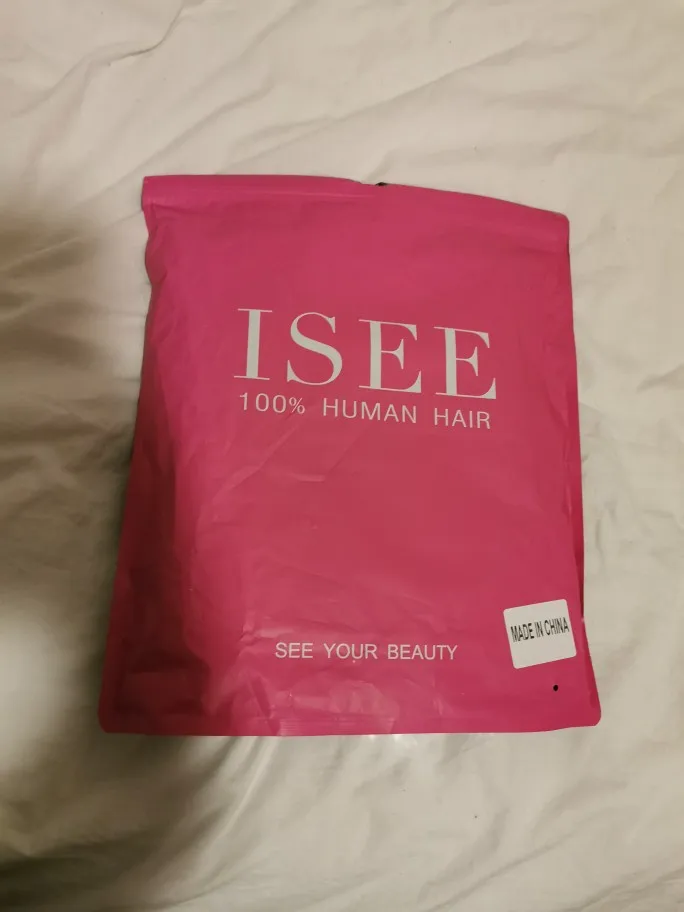 ISEE
100% HUMAN HAIR
SEE YOUR BEAUTY
MADE IN CHINA